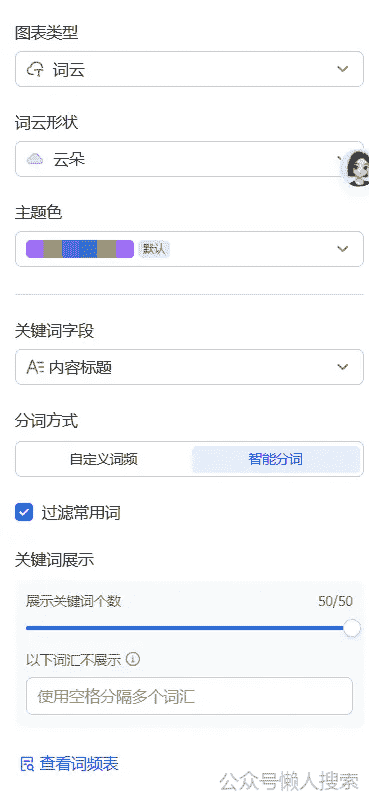 图表类型
词云
词云形状
云朵
主题色
默认
关键词字段
内容标题
分词方式
自定义词频 智能分词
过滤常用词
关键词展示
展示关键词个数 50/50
以下词汇不展示
使用空格分隔多个词汇
查看词频表
公众号懒人搜索